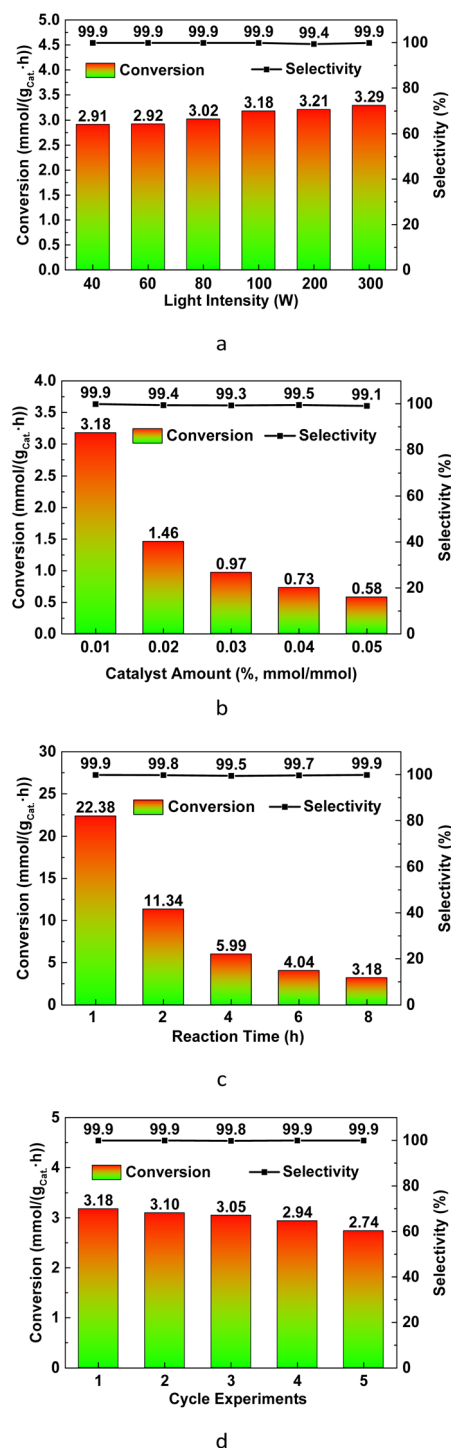 99.9 99.9 99.9 99.9 99.4 99.9
Conversion Selectivity
2.91 2.92 3.02 3.18 3.21 3.29
5.0
4.5
4.0
3.5
3.0
2.5
2.0
1.5
1.0
0.5
0.0
Conversion (mmol/(gCat.·h))
100
80
60
40
20
0
Selectivity (%)
40 60 80 100 200 300
Light Intensity (W)
a
99.9 99.4 99.3 99.5 99.1
Conversion Selectivity
3.18 1.46 0.97 0.73 0.58
4.0
3.5
3.0
2.5
2.0
1.5
1.0
0.5
0.0
Conversion (mmol/(gCat.·h))
100
80
60
40
20
0
Selectivity (%)
0.01 0.02 0.03 0.04 0.05
Catalyst Amount (%, mmol/mmol)
b
99.9 99.8 99.5 99.7 99.9
Conversion Selectivity
22.38 11.34 5.99 4.04 3.18
30
25
20
15
10
5
0
Conversion (mmol/(gCat.·h))
100
80
60
40
20
0
Selectivity (%)
1 2 4 6 8
Reaction Time (h)
c
99.9 99.9 99.8 99.9 99.9
Conversion Selectivity
3.18 3.10 3.05 2.94 2.74
5
4
3
2
1
0
Conversion (mmol/(gCat.·h))
100
80
60
40
20
0
Selectivity (%)
1 2 3 4 5
Cycle Experiments
d